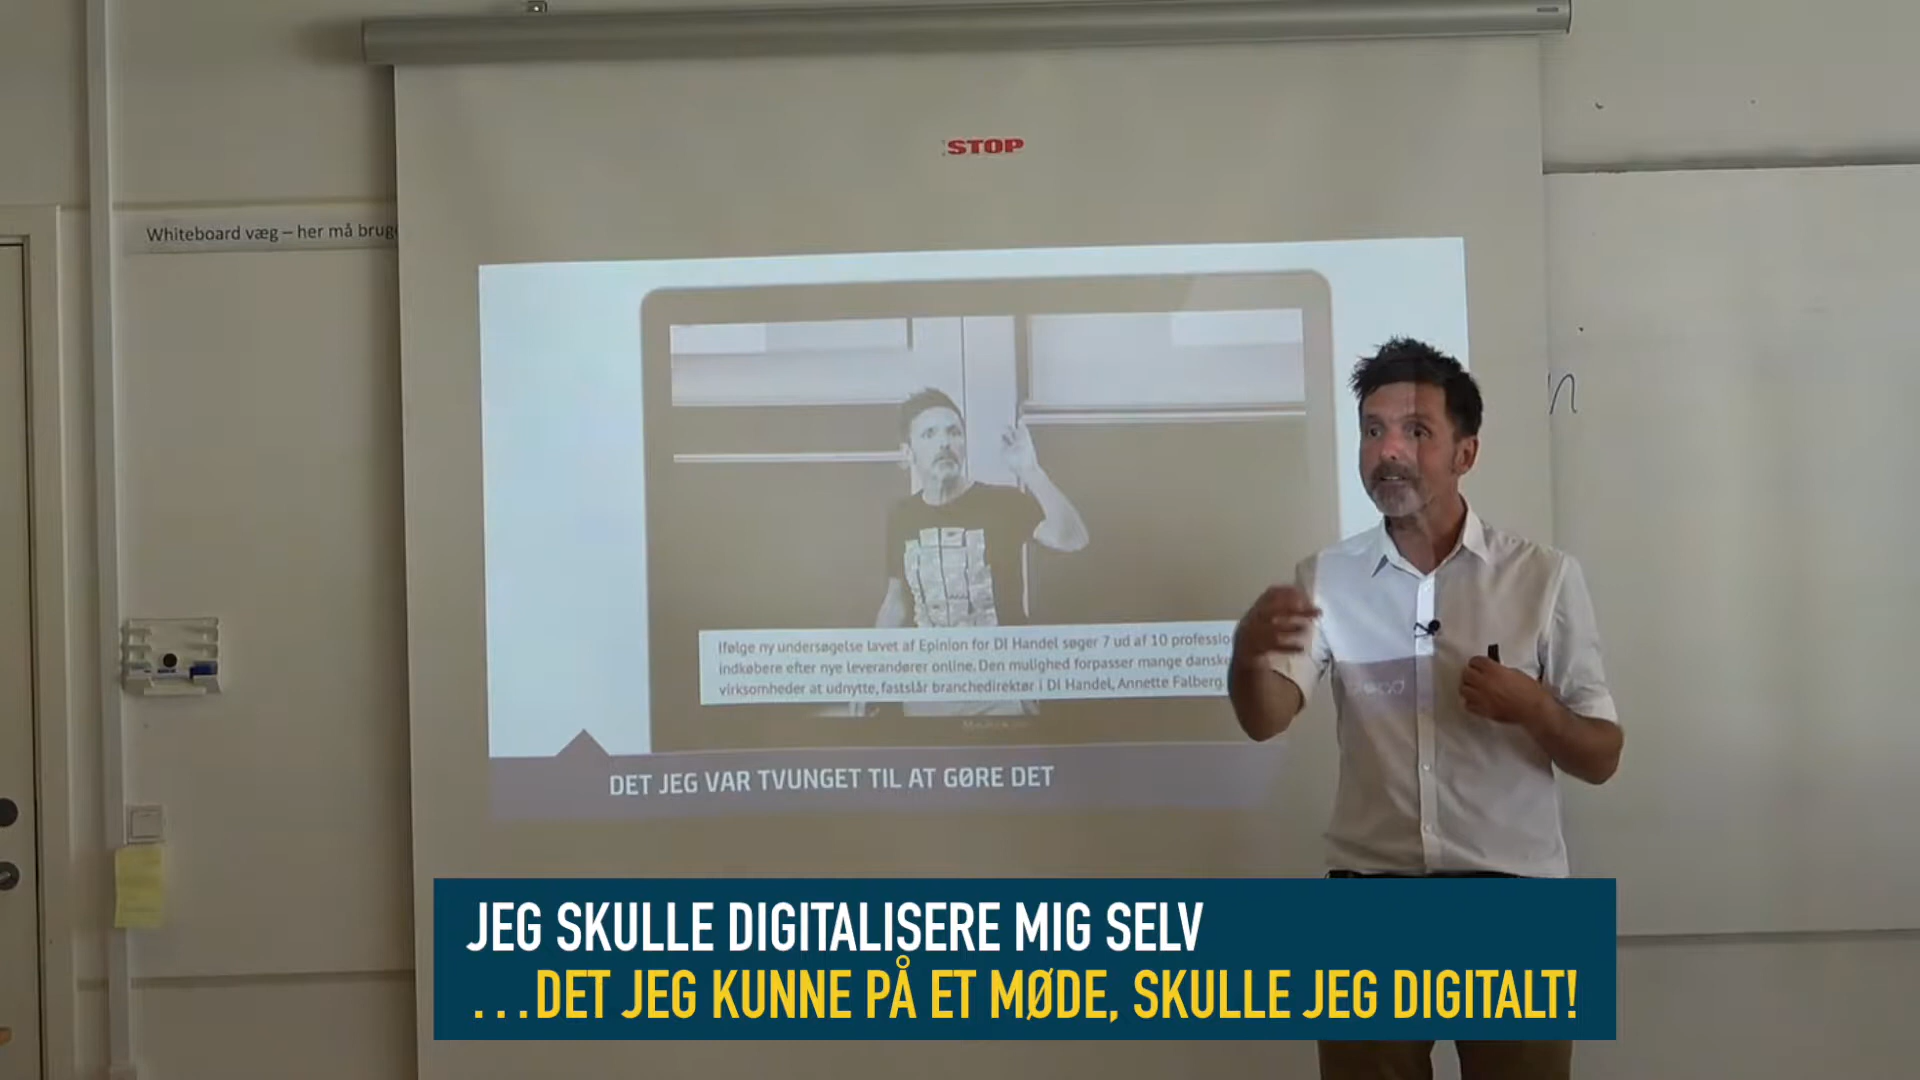 STOP
Whiteboard væg – her må bruge
Ifølge ny undersøgelse lavet af Epinion for DI Handel søger 7 ud af 10 professio
indkøbere efter nye leverandører online. Den mulighed forpasser mange danske
virksomheder at udnytte, fastslår branchedirektør i DI Handel, Annette Falberg
DET JEG VAR TVUNGET TIL AT GØRE DET
JEG SKULLE DIGITALISERE MIG SELV
...DET JEG KUNNE PÅ ET MØDE, SKULLE JEG DIGITALT!